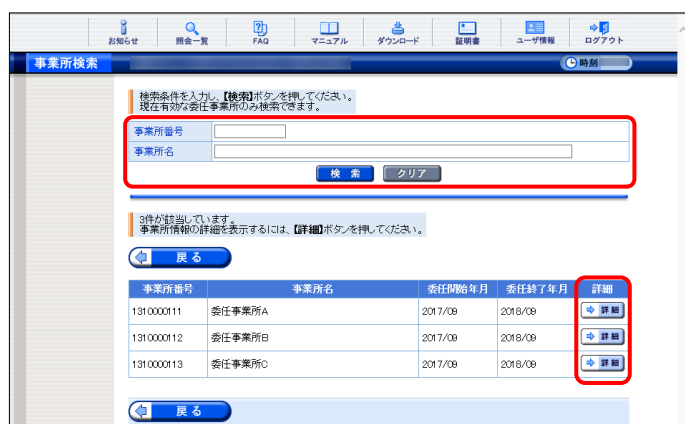 お知らせ 照会一覧 FAQ マニュアル ダウンロード 証明書 ユーザ情報 ログアウト
事業所検索 時刻
検索条件を入力し、【検索】ボタンを押してください。
現在有効な委任事業所のみ検索できます。
事業所番号
事業所名
検 索 クリア
3件が該当しています。
事業所情報の詳細を表示するには、【詳細】ボタンを押してください。
戻 る
事業所番号 事業所名 委任開始年月 委任終了年月 詳細
1310000111 委任事業所A 2017/09 2018/09 詳 細
1310000112 委任事業所B 2017/09 2018/09 詳 細
1310000113 委任事業所C 2017/09 2018/09 詳 細
戻 る